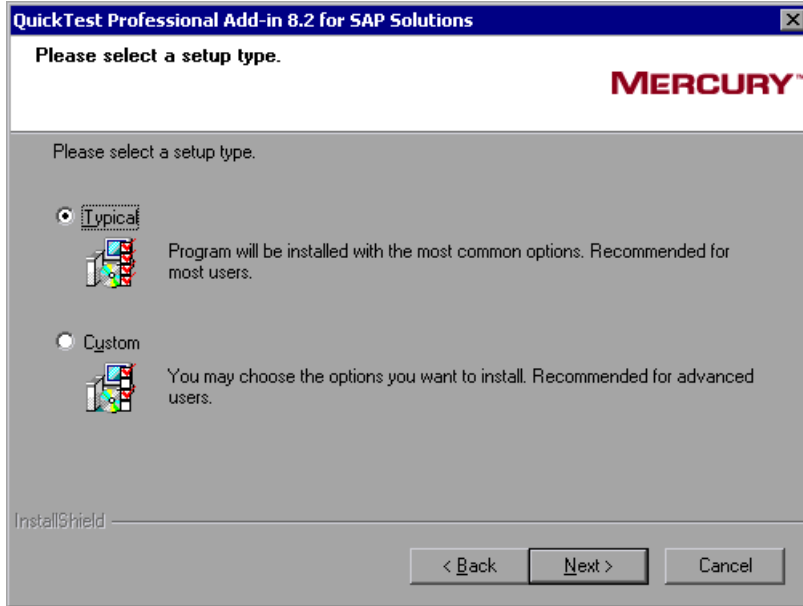 QuickTest Professional Add-in 8.2 for SAP Solutions
Please select a setup type.
MERCURY™
Please select a setup type.
Typical
Program will be installed with the most common options. Recommended for
most users.
Custom
You may choose the options you want to install. Recommended for advanced
users.
InstallShield
< Back Next > Cancel